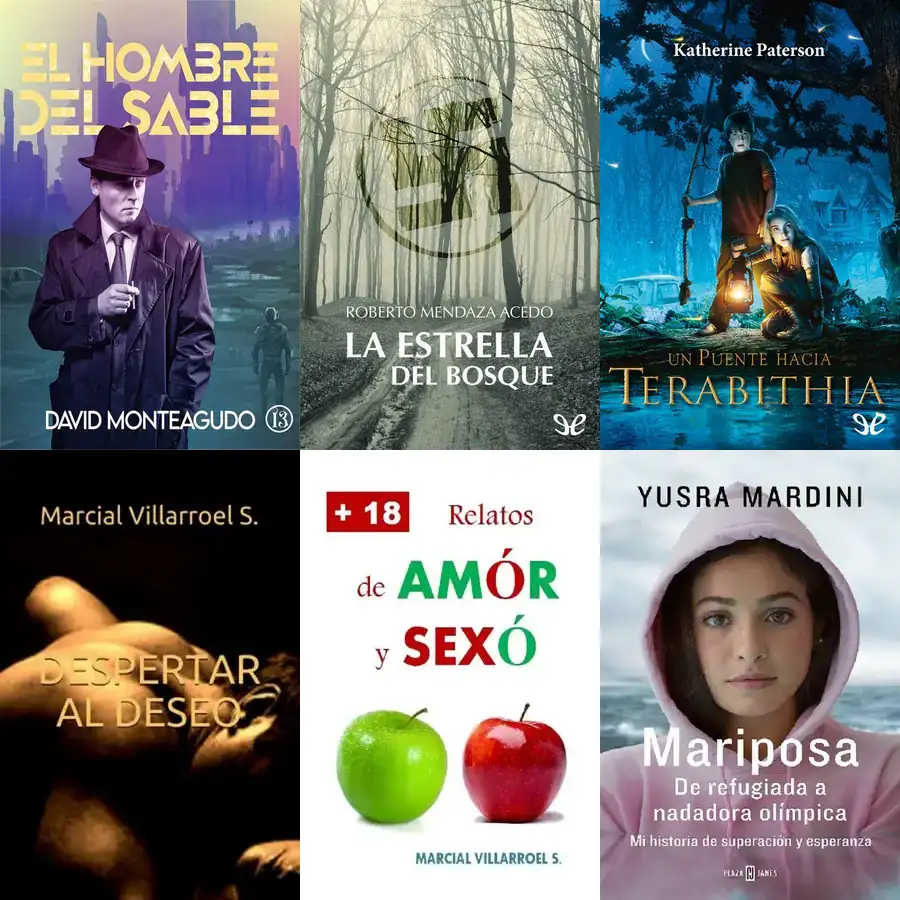 EL HOMBRE
DEL SABLE
DAVID MONTEAGUDO 13
ROBERTO MENDAZA ACEDO
LA ESTRELLA
DEL BOSQUE
Katherine Paterson
UN PUENTE HACIA
TERABITHIA
Marcial Villarroel S.
DESPERTAR
AL DESEO
+ 18 Relatos
de AMÓR
y SEXÓ
MARCIAL VILLARROEL S.
YUSRA MARDINI
Mariposa
De refugiada a
nadadora olímpica
Mi historia de superación y esperanza
PLAZA JANES